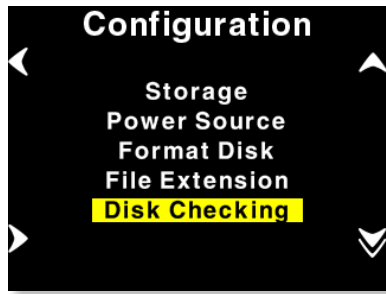 Configuration
Storage
Power Source
Format Disk
File Extension
Disk Checking